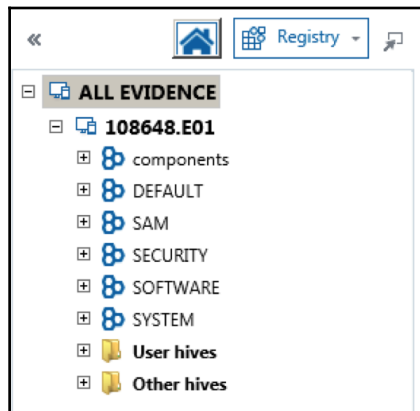 Registry
ALL EVIDENCE
108648.E01
components
DEFAULT
SAM
SECURITY
SOFTWARE
SYSTEM
User hives
Other hives